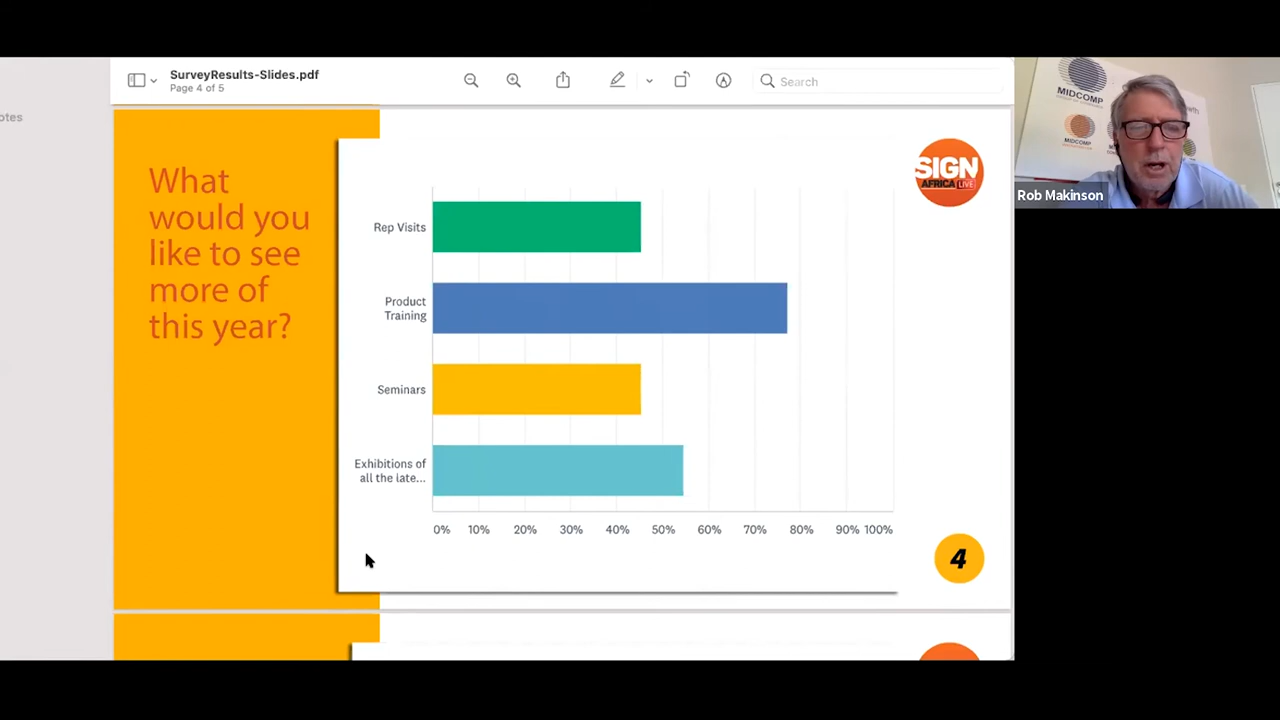 otes
SurveyResults-Slides.pdf
Page 4 of 5
Search
What
would you
like to see
more of
this year?
SIGN
AFRICA LIVE
Rep Visits
Product
Training
Seminars
Exhibitions of
all the late...
0% 10% 20% 30% 40% 50% 60% 70% 80% 90% 100%
4
MIDCOMP
MIDCOMP
Rob Makinson